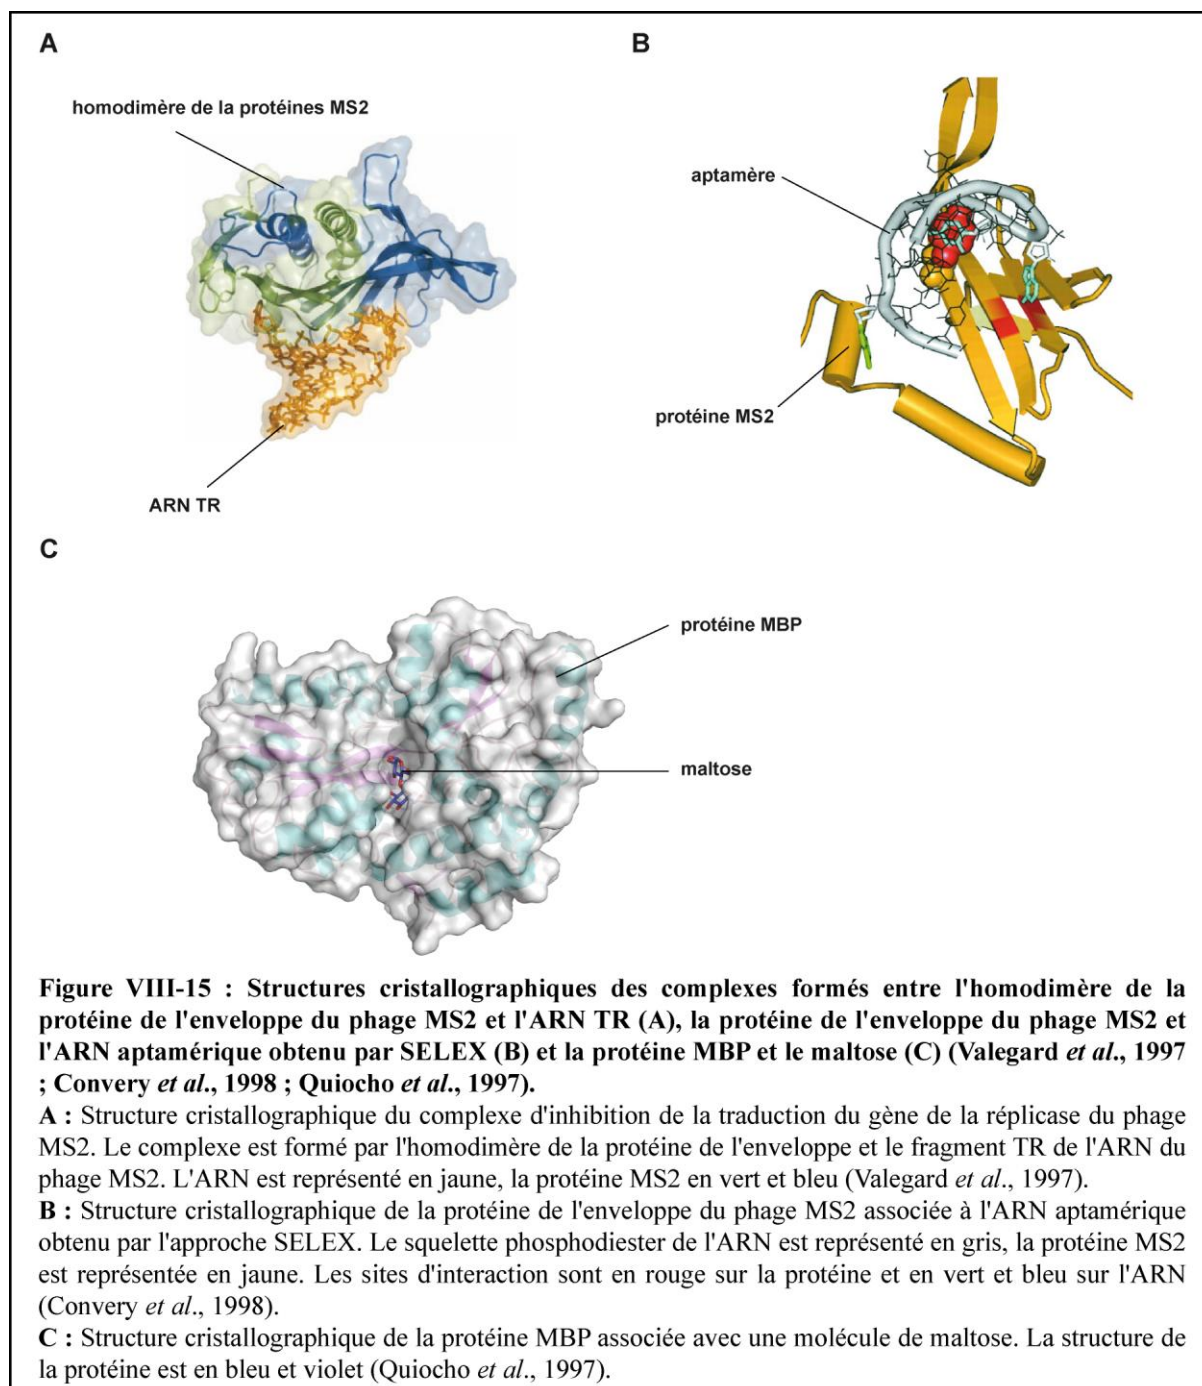 A
B
homodimère de la protéines MS2
aptamère
protéine MS2
ARN TR
C
protéine MBP
maltose
Figure VIII-15 : Structures cristallographiques des complexes formés entre l'homodimère de la
protéine de l'enveloppe du phage MS2 et l'ARN TR (A), la protéine de l'enveloppe du phage MS2 et
l'ARN aptamérique obtenu par SELEX (B) et la protéine MBP et le maltose (C) (Valegard et al., 1997
; Convery et al., 1998 ; Quiocho et al., 1997).
A : Structure cristallographique du complexe d'inhibition de la traduction du gène de la réplicase du phage
MS2. Le complexe est formé par l'homodimère de la protéine de l'enveloppe et le fragment TR de l'ARN du
phage MS2. L'ARN est représenté en jaune, la protéine MS2 en vert et bleu (Valegard et al., 1997).
B : Structure cristallographique de la protéine de l'enveloppe du phage MS2 associée à l'ARN aptamérique
obtenu par l'approche SELEX. Le squelette phosphodiester de l'ARN est représenté en gris, la protéine MS2
est représentée en jaune. Les sites d'interaction sont en rouge sur la protéine et en vert et bleu sur l'ARN
(Convery et al., 1998).
C : Structure cristallographique de la protéine MBP associée avec une molécule de maltose. La structure de
la protéine est en bleu et violet (Quiocho et al., 1997).